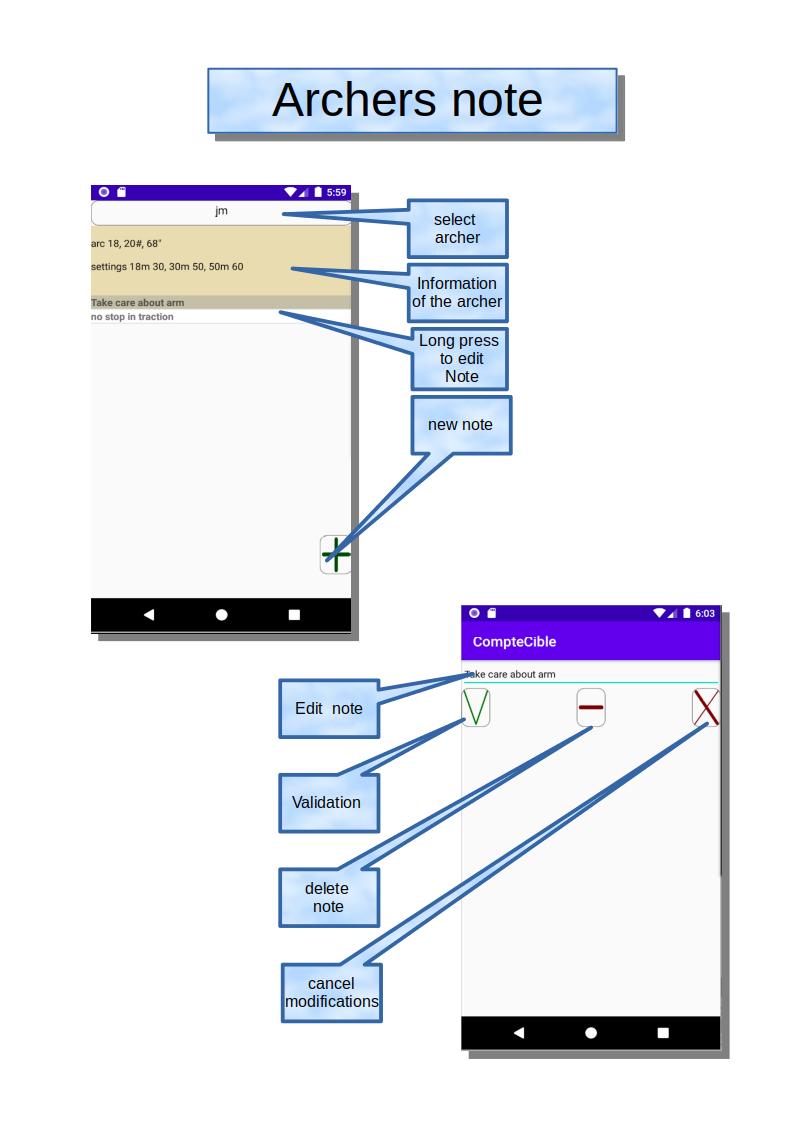 Archers note
5:59
jm
arc 18, 20#, 68"
settings 18m 30, 30m 50, 50m 60
Take care about arm
no stop in traction
select
archer
Information
of the archer
Long press
to edit
Note
new note
6:03
CompteCible
Take care about arm
Edit note
Validation
delete
note
cancel
modifications